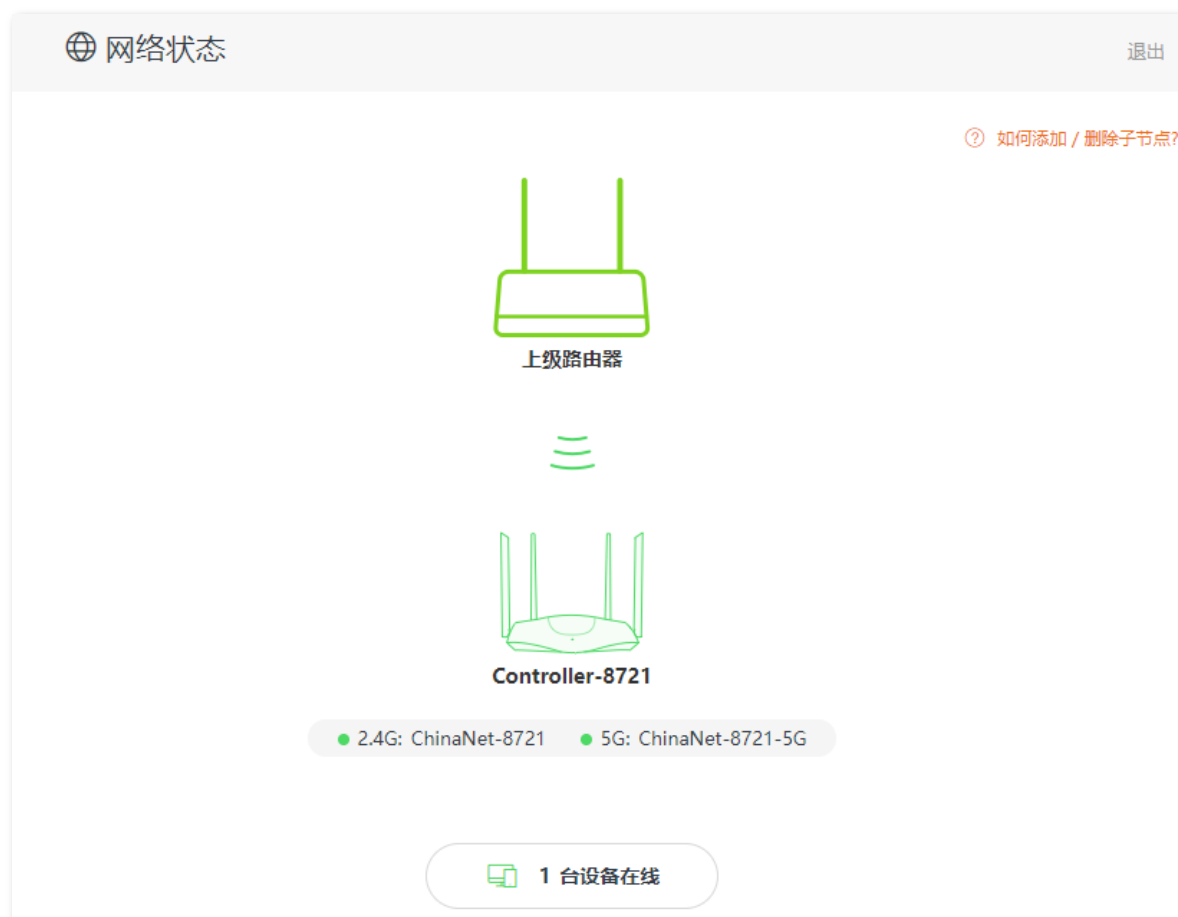 网络状态
退出
如何添加 / 删除子节点?
上级路由器
Controller-8721
2.4G: ChinaNet-8721 5G: ChinaNet-8721-5G
1 台设备在线